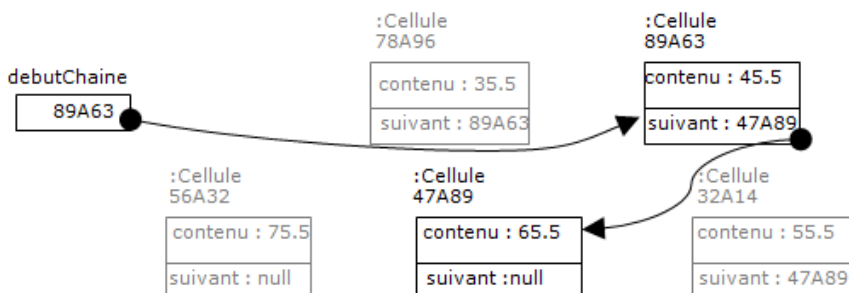 :Cellule
78A96
contenu : 35.5
suivant : 89A63
:Cellule
89A63
contenu : 45.5
suivant : 47A89
debutChaine
89A63
:Cellule
56A32
contenu : 75.5
suivant : null
:Cellule
47A89
contenu : 65.5
suivant :null
:Cellule
32A14
contenu : 55.5
suivant : 47A89